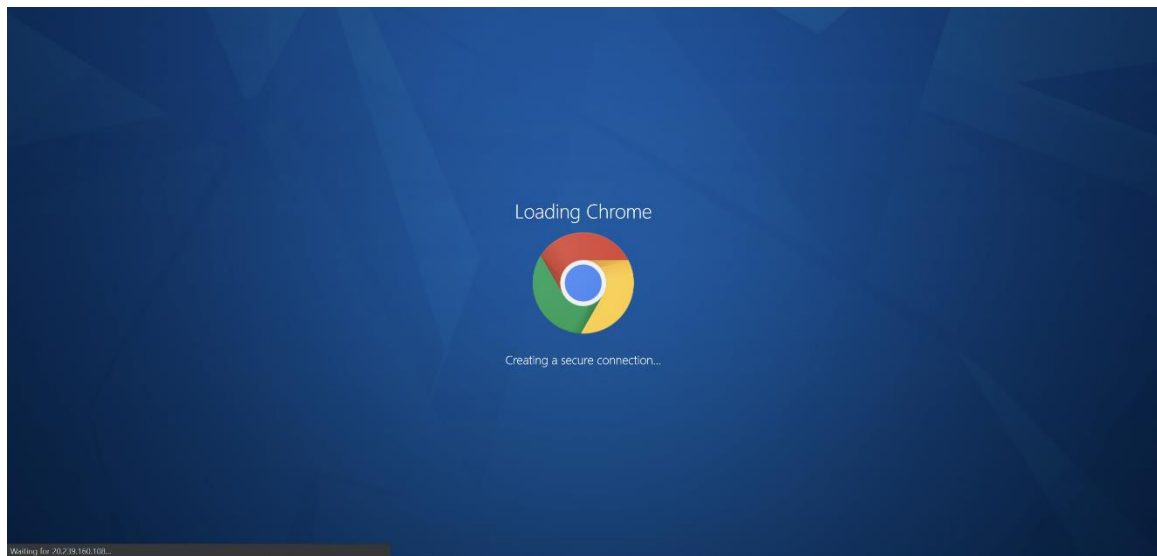 Loading Chrome
Creating a secure connection...
Waiting for 20.239.160.108...